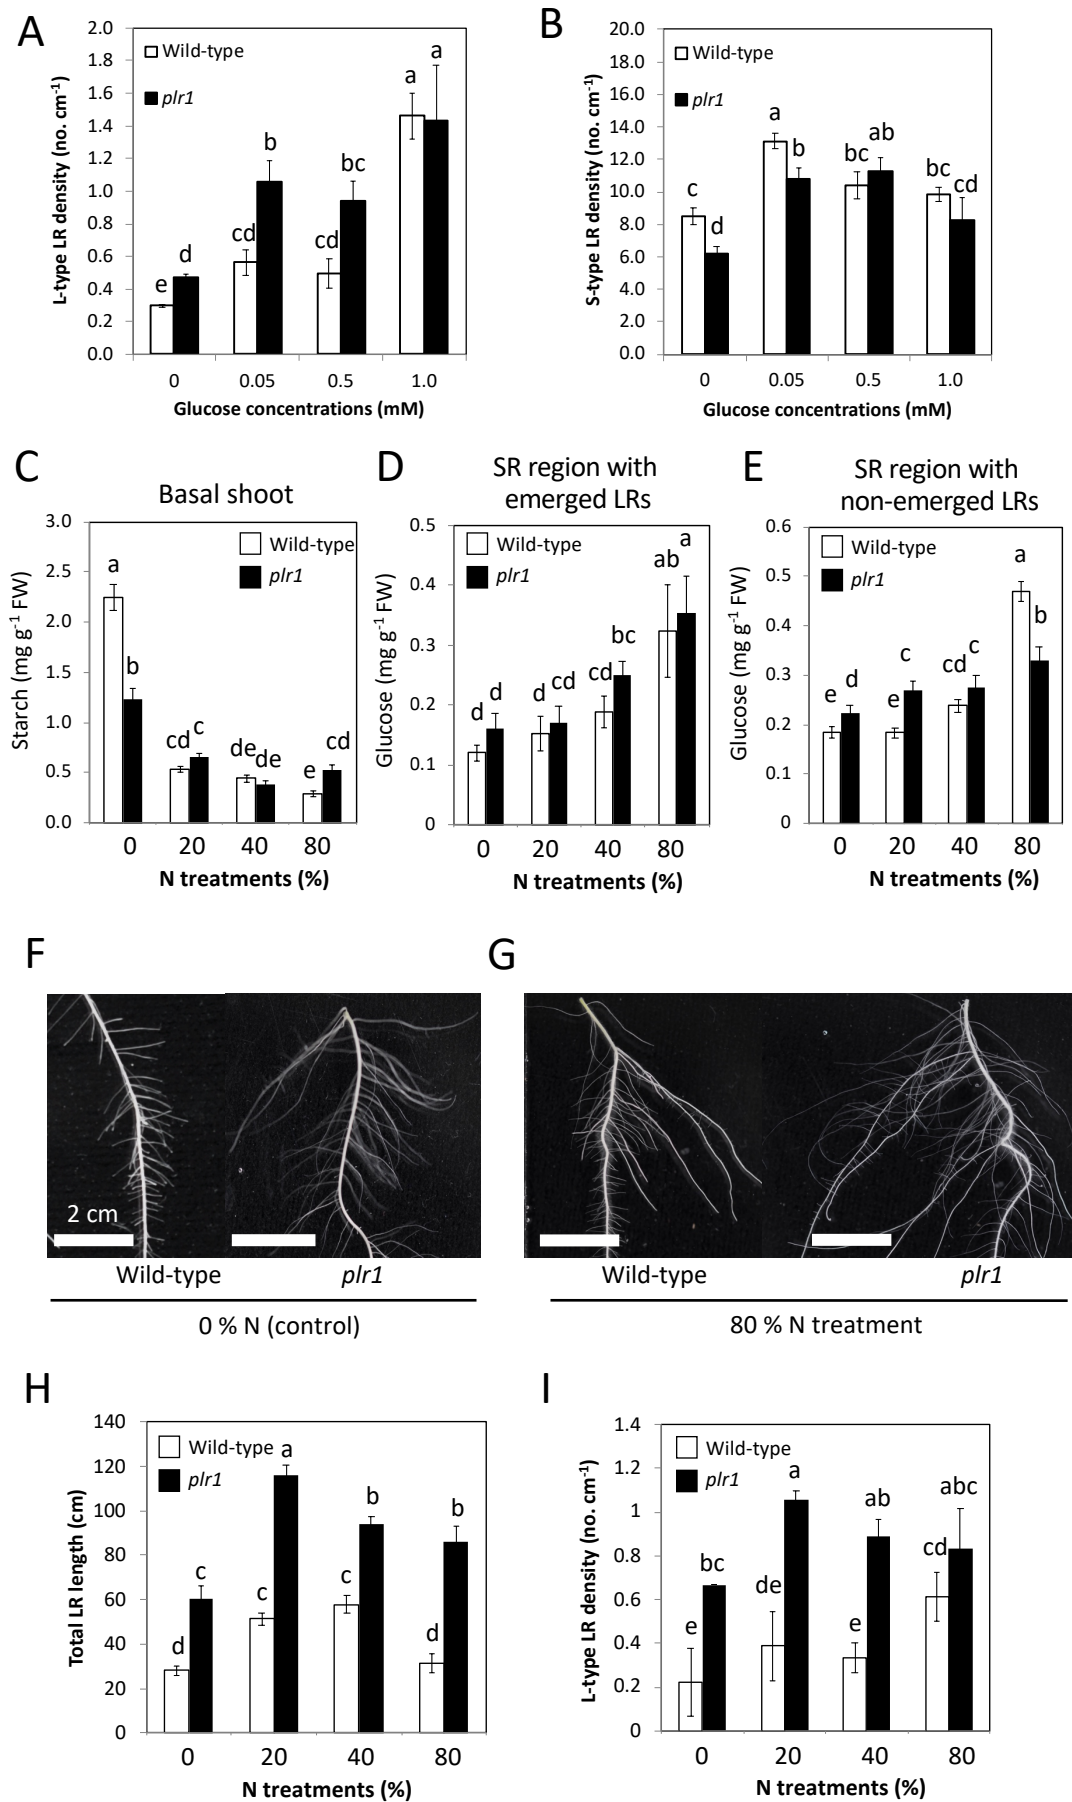 A
2.0
1.8
1.6
1.4
1.2
1.0
0.8
0.6
0.4
0.2
0.0
L-type LR density (no. cm-1)
Wild-type
plr1
e
d
cd
b
cd
bc
a
a
0 0.05 0.5 1.0
Glucose concentrations (mM)
B
20.0
18.0
16.0
14.0
12.0
10.0
8.0
6.0
4.0
2.0
0.0
S-type LR density (no. cm-1)
Wild-type
plr1
c
d
a
b
bc
ab
bc
cd
0 0.05 0.5 1.0
Glucose concentrations (mM)
C
Basal shoot
3.0
2.5
2.0
1.5
1.0
0.5
0.0
Starch (mg g-1 FW)
Wild-type
plr1
a
b
cd
c
de
de
e
cd
0 20 40 80
N treatments (%)
D
SR region with
emerged LRs
0.5
0.4
0.3
0.2
0.1
0
Glucose (mg g-1 FW)
Wild-type
plr1
d
d
d
cd
cd
bc
ab
a
0 20 40 80
N treatments (%)
E
SR region with
non-emerged LRs
0.6
0.5
0.4
0.3
0.2
0.1
0
Glucose (mg g-1 FW)
Wild-type
plr1
e
d
e
c
cd
c
a
b
0 20 40 80
N treatments (%)
F
2 cm
Wild-type
plr1
0 % N (control)
G
Wild-type
plr1
80 % N treatment
H
140
120
100
80
60
40
20
0
Total LR length (cm)
Wild-type
plr1
d
c
c
a
c
b
d
b
0 20 40 80
N treatments (%)
I
1.4
1.2
1
0.8
0.6
0.4
0.2
0
L-type LR density (no. cm-1)
Wild-type
plr1
e
bc
de
a
e
ab
cd
abc
0 20 40 80
N treatments (%)